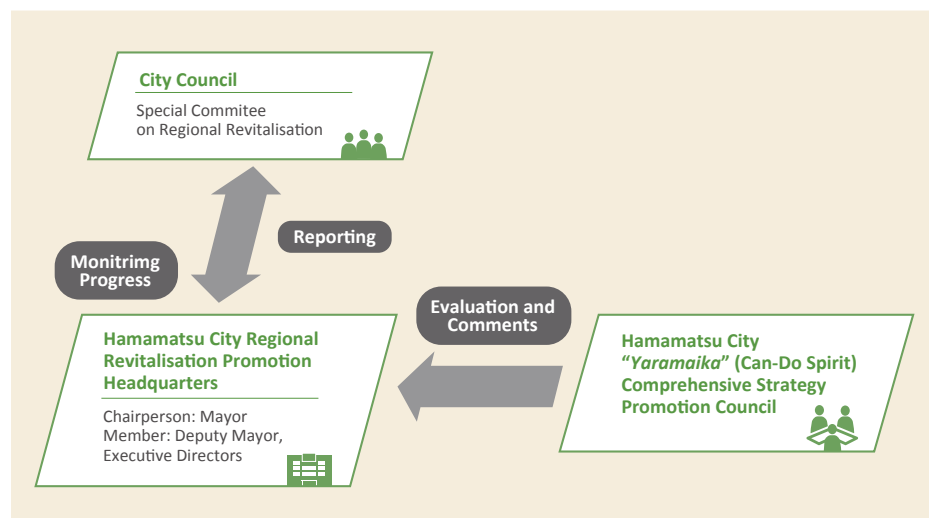 City Council
Special Commitee
on Regional Revitalisation
Reporting
Monitrimg
Progress
Evaluation and
Comments
Hamamatsu City Regional
Revitalisation Promotion
Headquarters
Chairperson: Mayor
Member: Deputy Mayor,
Executive Directors
Hamamatsu City
“Yaramaika” (Can-Do Spirit)
Comprehensive Strategy
Promotion Council